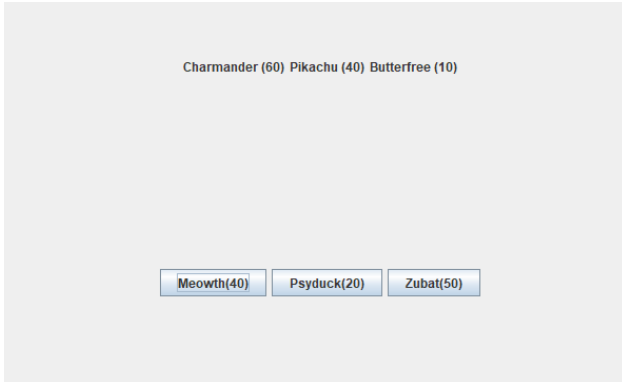 Charmander (60) Pikachu (40) Butterfree (10)
Meowth(40) Psyduck(20) Zubat(50)